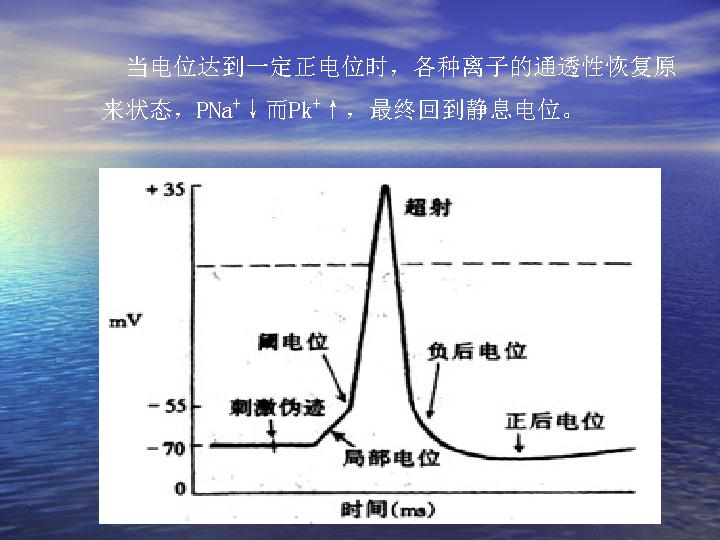 当电位达到一定正电位时，各种离子的通透性恢复原
来状态，PNa⁺↓而Pk⁺↑，最终回到静息电位。
+35
超射
mV
阈电位
负后电位
-55
刺激伪迹
正后电位
-70
局部电位
0
时间(ms)